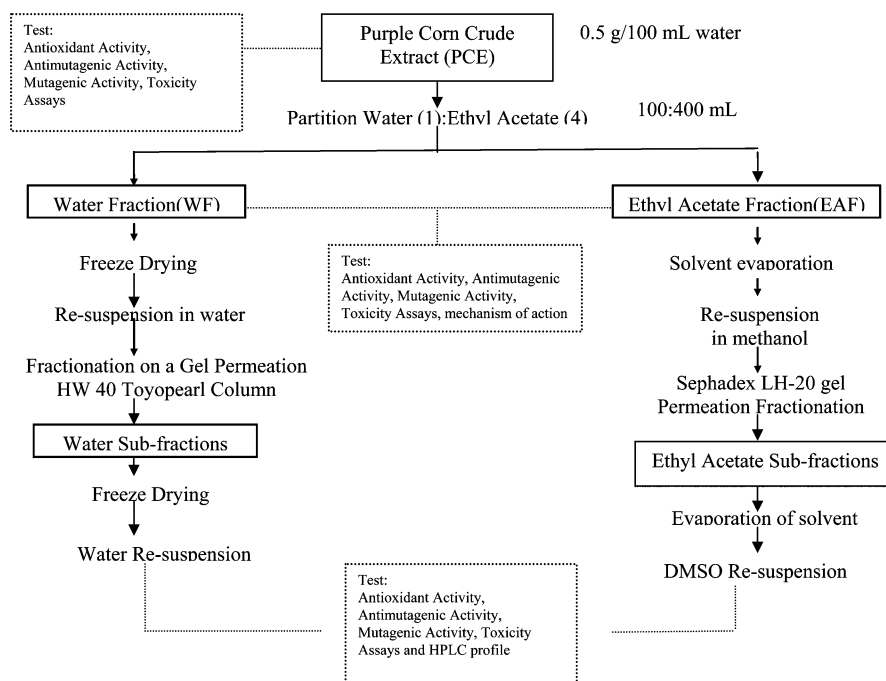 Test:
Antioxidant Activity,
Antimutagenic Activity,
Mutagenic Activity, Toxicity
Assays
Purple Corn Crude
Extract (PCE)
0.5 g/100 mL water
Partition Water (1):Ethyl Acetate (4)
100:400 mL
Water Fraction(WF)
Ethyl Acetate Fraction(EAF)
Freeze Drying
Re-suspension in water
Fractionation on a Gel Permeation
HW 40 Toyopearl Column
Water Sub-fractions
Freeze Drying
Water Re-suspension
Test:
Antioxidant Activity, Antimutagenic
Activity, Mutagenic Activity,
Toxicity Assays, mechanism of action
Solvent evaporation
Re-suspension
in methanol
Sephadex LH-20 gel
Permeation Fractionation
Ethyl Acetate Sub-fractions
Evaporation of solvent
DMSO Re-suspension
Test:
Antioxidant Activity,
Antimutagenic Activity,
Mutagenic Activity, Toxicity
Assays and HPLC profile